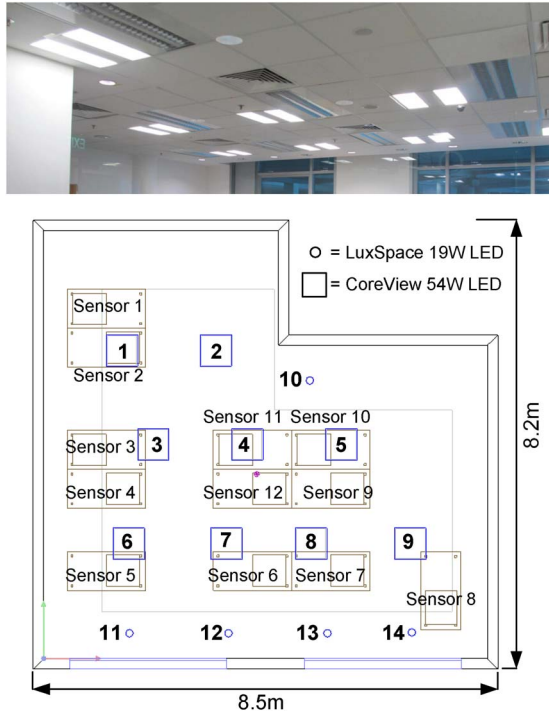 ○ = LuxSpace 19W LED
□ = CoreView 54W LED
Sensor 1
1
2
Sensor 2
10
8.2m
Sensor 11 Sensor 10
Sensor 3
3
4
5
Sensor 4
Sensor 12
Sensor 9
6
7
8
9
Sensor 5
Sensor 6
Sensor 7
Sensor 8
11
12
13
14
8.5m